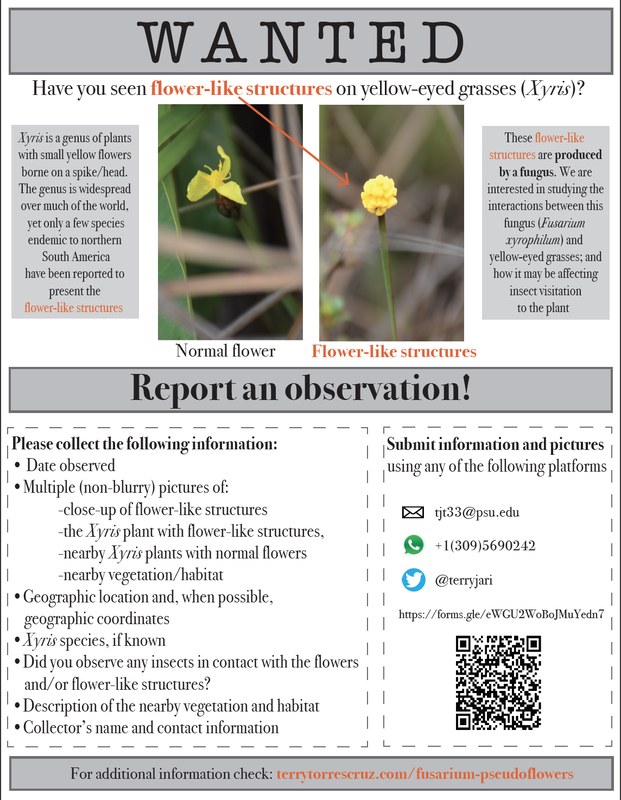 WANTED
Have you seen flower-like structures on yellow-eyed grasses (Xyris)?
Xyris is a genus of plants
with small yellow flowers
borne on a spike/head.
The genus is widespread
over much of the world,
yet only a few species
endemic to northern
South America
have been reported to
present the
flower-like structures
These flower-like
structures are produced
by a fungus. We are
interested in studying the
interactions between this
fungus (Fusarium
xyrophilum) and
yellow-eyed grasses; and
how it may be affecting
insect visitation
to the plant
Normal flower
Flower-like structures
Report an observation!
Please collect the following information:
• Date observed
• Multiple (non-blurry) pictures of:
-close-up of flower-like structures
-the Xyris plant with flower-like structures,
-nearby Xyris plants with normal flowers
-nearby vegetation/habitat
• Geographic location and, when possible,
geographic coordinates
• Xyris species, if known
• Did you observe any insects in contact with the flowers
and/or flower-like structures?
• Description of the nearby vegetation and habitat
• Collector's name and contact information
Submit information and pictures
using any of the following platforms
tjt33@psu.edu
+1(309)5690242
@terryjari
https://forms.gle/eWGU2WoBoJMuYedn7
For additional information check: terrytorrescruz.com/fusarium-pseudoflowers